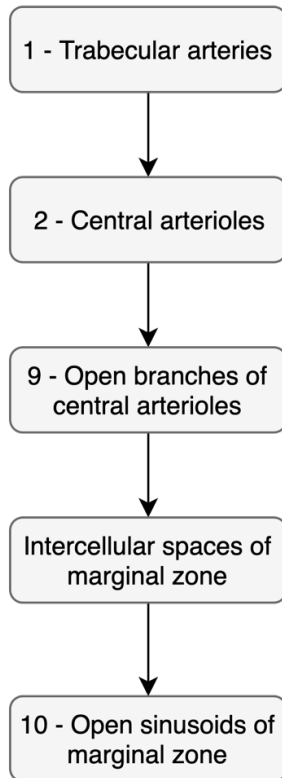 1 - Trabecular arteries
2 - Central arterioles
9 - Open branches of
central arterioles
Intercellular spaces of
marginal zone
10 - Open sinusoids of
marginal zone